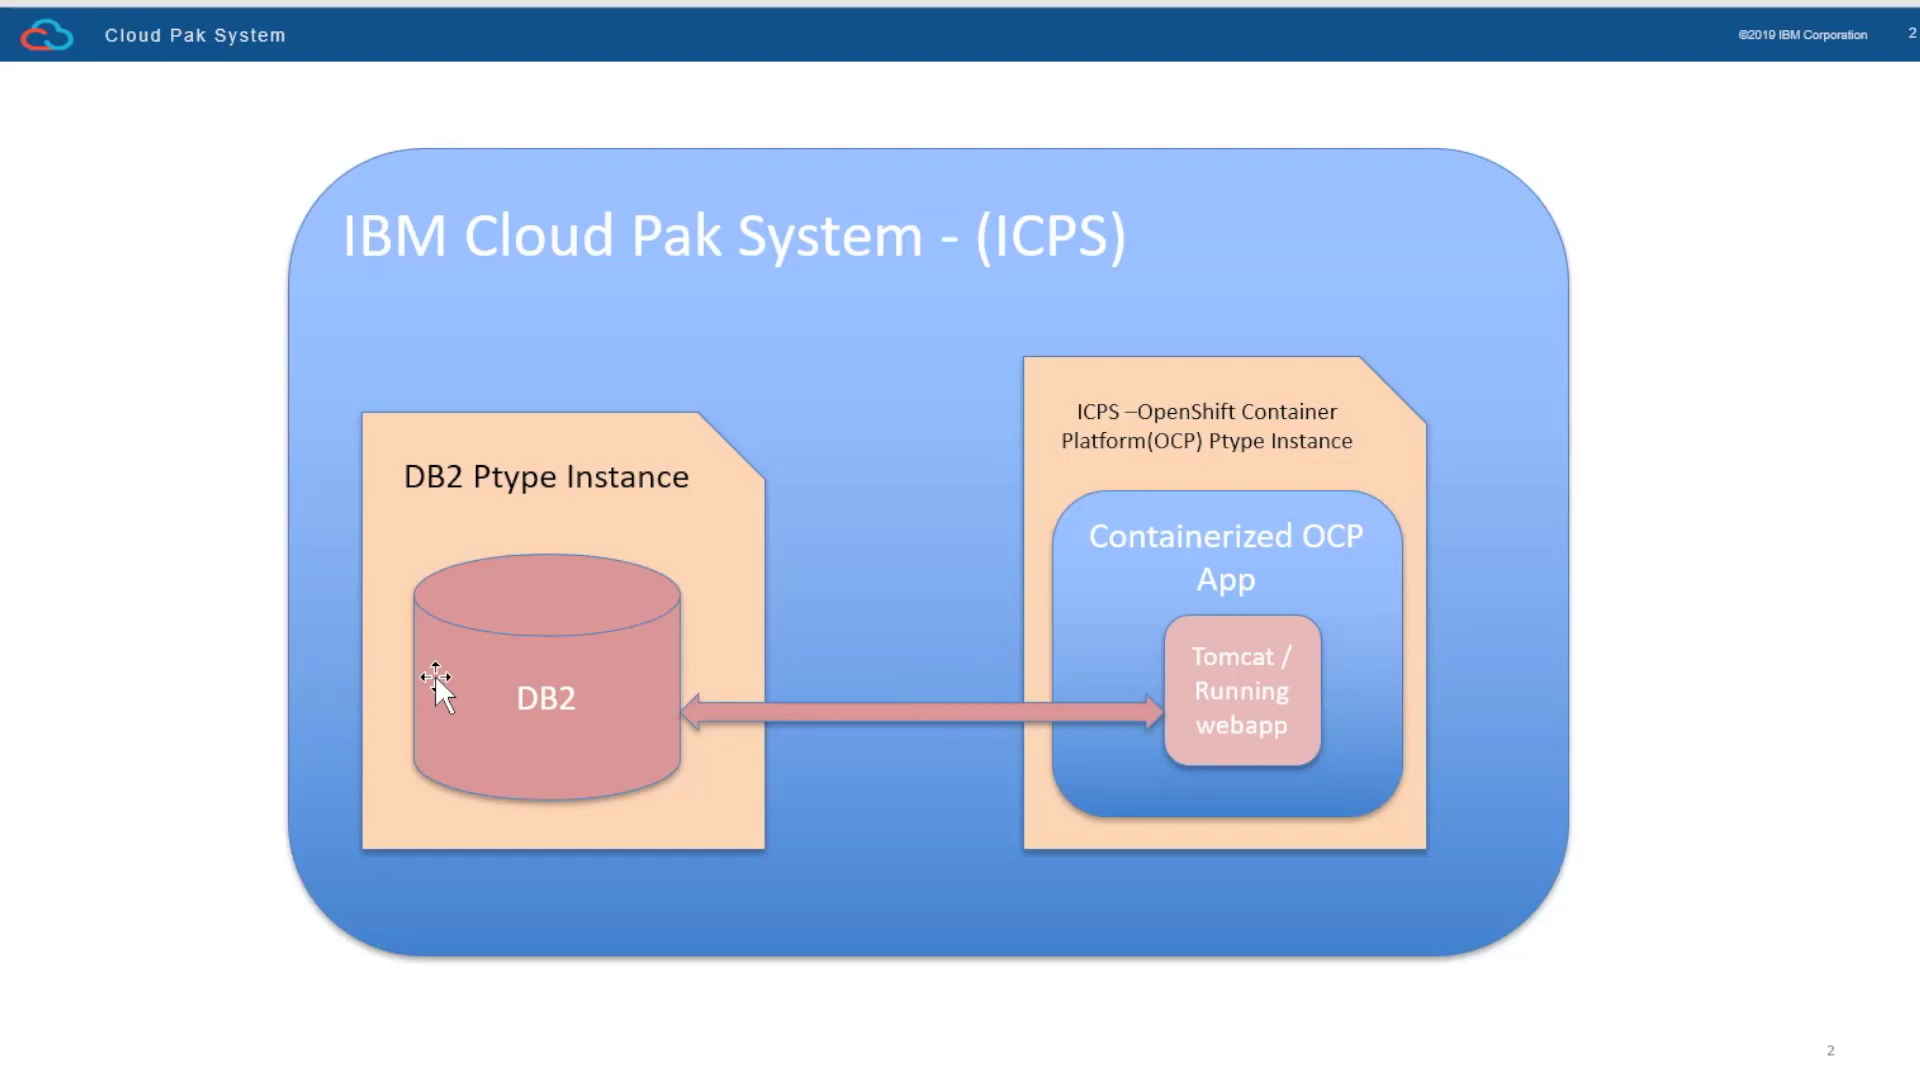 Cloud Pak System
©2019 IBM Corporation
2
IBM Cloud Pak System - (ICPS)
DB2 Ptype Instance
DB2
ICPS –OpenShift Container
Platform(OCP) Ptype Instance
Containerized OCP
App
Tomcat /
Running
webapp
2